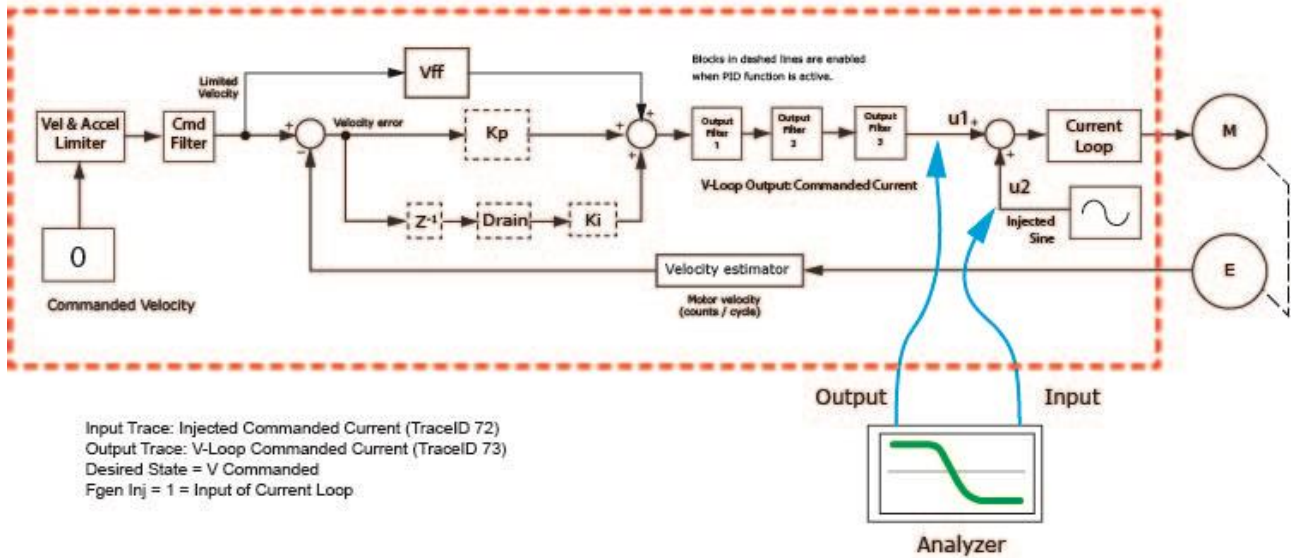 Blocks in dashed lines are enabled
when PID function is active.
Vff
Limited
Velocity
Vel & Accel
Limiter
Cmd
Filter
+
−
Velocity error
Kp
+
+
+
Output
Filter
1
Output
Filter
2
Output
Filter
3
u1
+
+
Current
Loop
M
V-Loop Output: Commanded Current
u2
Injected
Sine
Z-1
Drain
Ki
0
Commanded Velocity
Velocity estimator
Motor velocity
(counts / cycle)
E
Output
Input
Input Trace: Injected Commanded Current (TraceID 72)
Output Trace: V-Loop Commanded Current (TraceID 73)
Desired State = V Commanded
Fgen Inj = 1 = Input of Current Loop
Analyzer